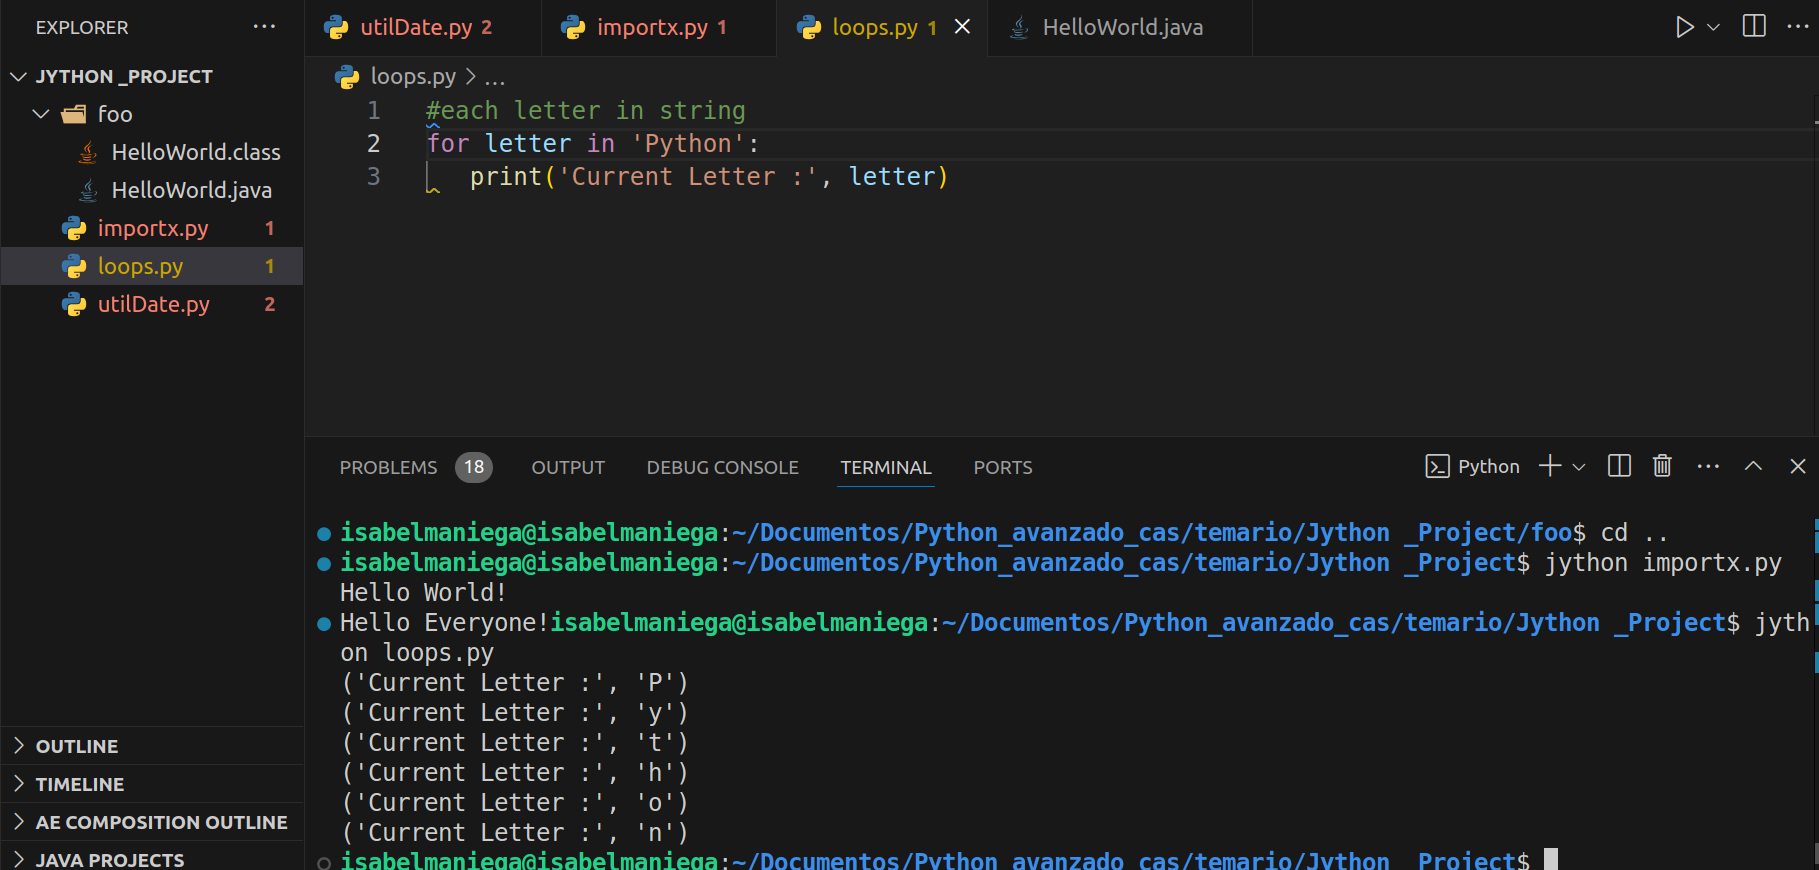 EXPLORER
JYTHON _PROJECT
foo
HelloWorld.class
HelloWorld.java
importx.py 1
loops.py 1
utilDate.py 2
OUTLINE
TIMELINE
AE COMPOSITION OUTLINE
JAVA PROJECTS
utilDate.py 2 importx.py 1 loops.py 1 HelloWorld.java
loops.py > ...
1 #each letter in string
2 for letter in 'Python':
3 print('Current Letter :', letter)
PROBLEMS 18 OUTPUT DEBUG CONSOLE TERMINAL PORTS Python
isabelmaniega@isabelmaniega:~/Documentos/Python_avanzado_cas/temario/Jython _Project/foo$ cd ..
isabelmaniega@isabelmaniega:~/Documentos/Python_avanzado_cas/temario/Jython _Project$ jython importx.py
Hello World!
Hello Everyone!isabelmaniega@isabelmaniega:~/Documentos/Python_avanzado_cas/temario/Jython _Project$ jyth
on loops.py
('Current Letter :', 'P')
('Current Letter :', 'y')
('Current Letter :', 't')
('Current Letter :', 'h')
('Current Letter :', 'o')
('Current Letter :', 'n')
isabelmaniega@isabelmaniega:~/Documentos/Python_avanzado_cas/temario/Jython _Project$